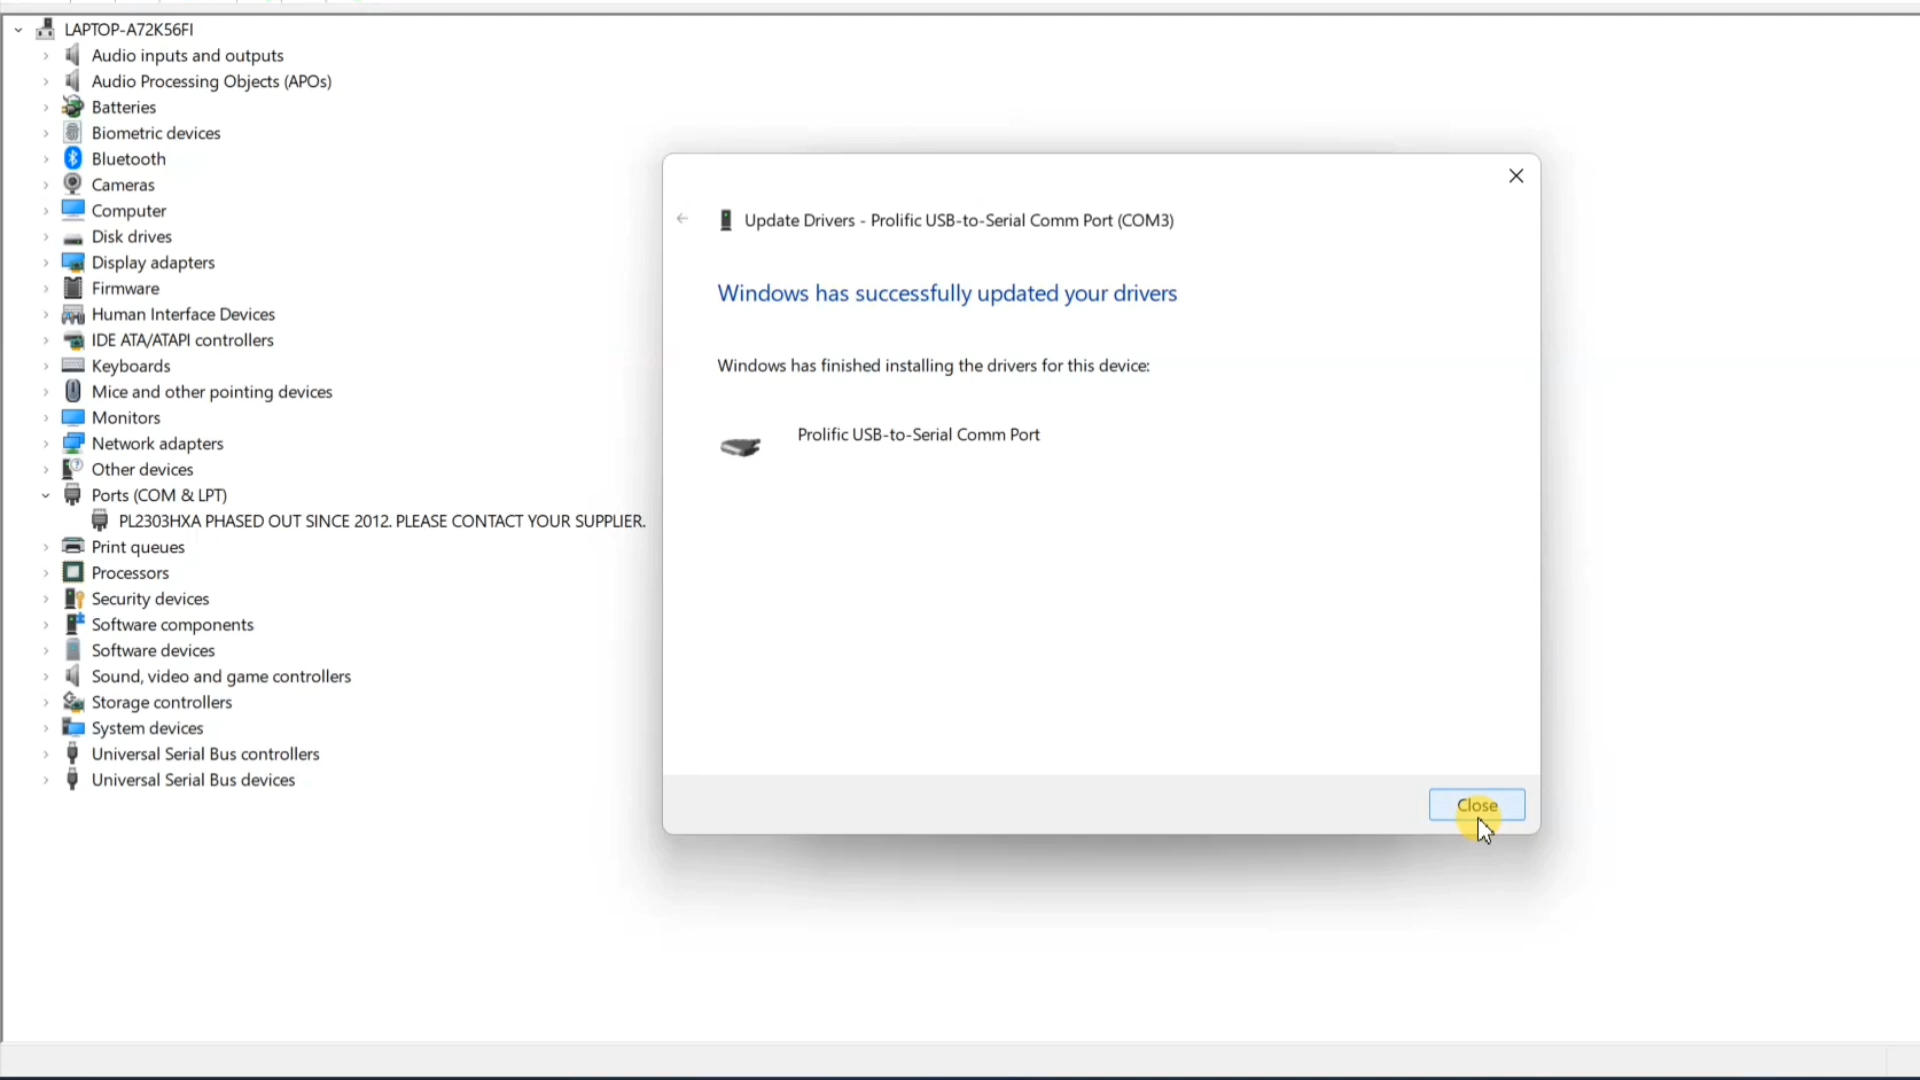 LAPTOP-A72K56FI
Audio inputs and outputs
Audio Processing Objects (APOs)
Batteries
Biometric devices
Bluetooth
Cameras
Computer
Disk drives
Display adapters
Firmware
Human Interface Devices
IDE ATA/ATAPI controllers
Keyboards
Mice and other pointing devices
Monitors
Network adapters
Other devices
Ports (COM & LPT)
PL2303HXA PHASED OUT SINCE 2012. PLEASE CONTACT YOUR SUPPLIER.
Print queues
Processors
Security devices
Software components
Software devices
Sound, video and game controllers
Storage controllers
System devices
Universal Serial Bus controllers
Universal Serial Bus devices
Update Drivers - Prolific USB-to-Serial Comm Port (COM3)
Windows has successfully updated your drivers
Windows has finished installing the drivers for this device:
Prolific USB-to-Serial Comm Port
Close